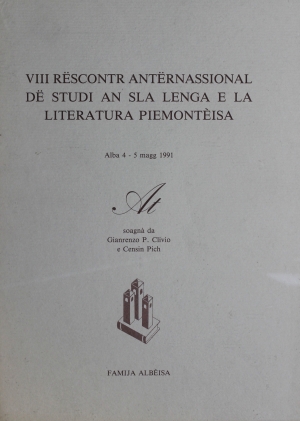 VIII RËSCONTR ANTËRNASSIONAL
DË STUDI AN SLA LENGA E LA
LITERATURA PIEMONTÈISA
Alba 4 - 5 magg 1991
At
soagnà da
Gianrenzo P. Clivio
e Censin Pich
FAMIJA ALBÈISA